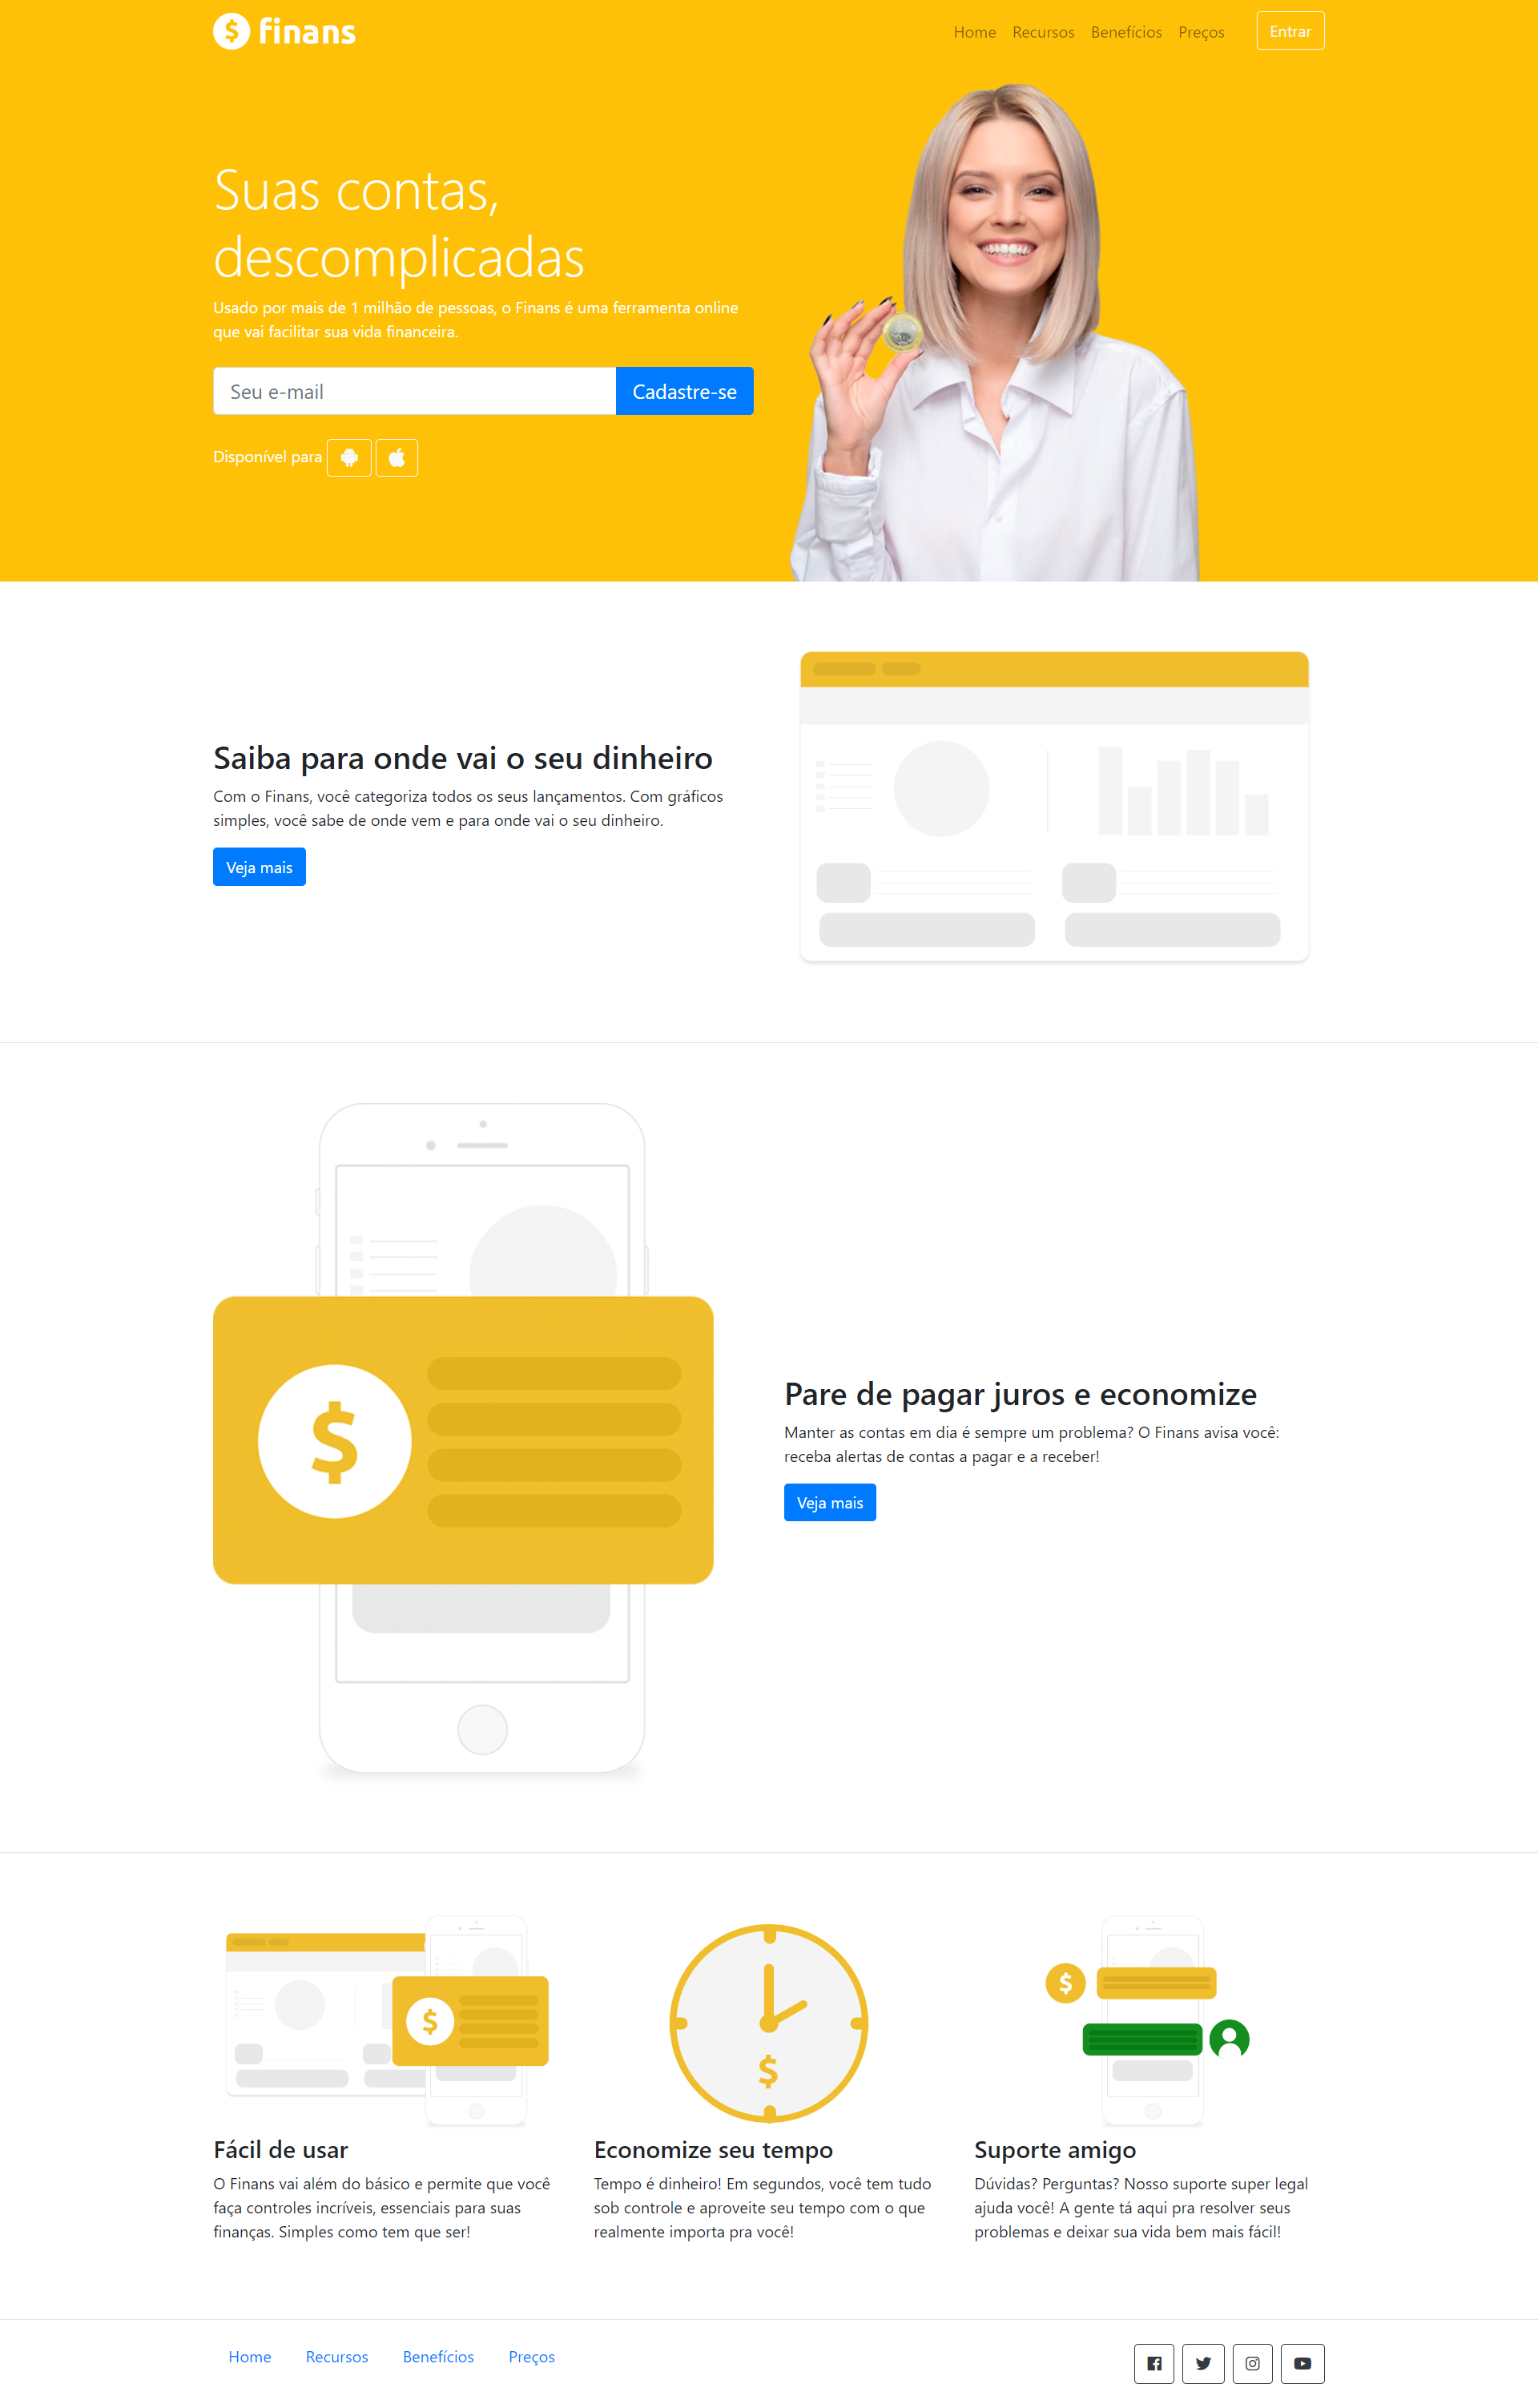 finans
Home Recursos Benefícios Preços Entrar
Suas contas,
descomplicadas
Usado por mais de 1 milhão de pessoas, o Finans é uma ferramenta online
que vai facilitar sua vida financeira.
Seu e-mail Cadastre-se
Disponível para
Saiba para onde vai o seu dinheiro
Com o Finans, você categoriza todos os seus lançamentos. Com gráficos
simples, você sabe de onde vem e para onde vai o seu dinheiro.
Veja mais
$
Pare de pagar juros e economize
Manter as contas em dia é sempre um problema? O Finans avisa você:
receba alertas de contas a pagar e a receber!
Veja mais
$
$
$
Fácil de usar
O Finans vai além do básico e permite que você
faça controles incríveis, essenciais para suas
finanças. Simples como tem que ser!
Economize seu tempo
Tempo é dinheiro! Em segundos, você tem tudo
sob controle e aproveite seu tempo com o que
realmente importa pra você!
Suporte amigo
Dúvidas? Perguntas? Nosso suporte super legal
ajuda você! A gente tá aqui pra resolver seus
problemas e deixar sua vida bem mais fácil!
Home Recursos Benefícios Preços